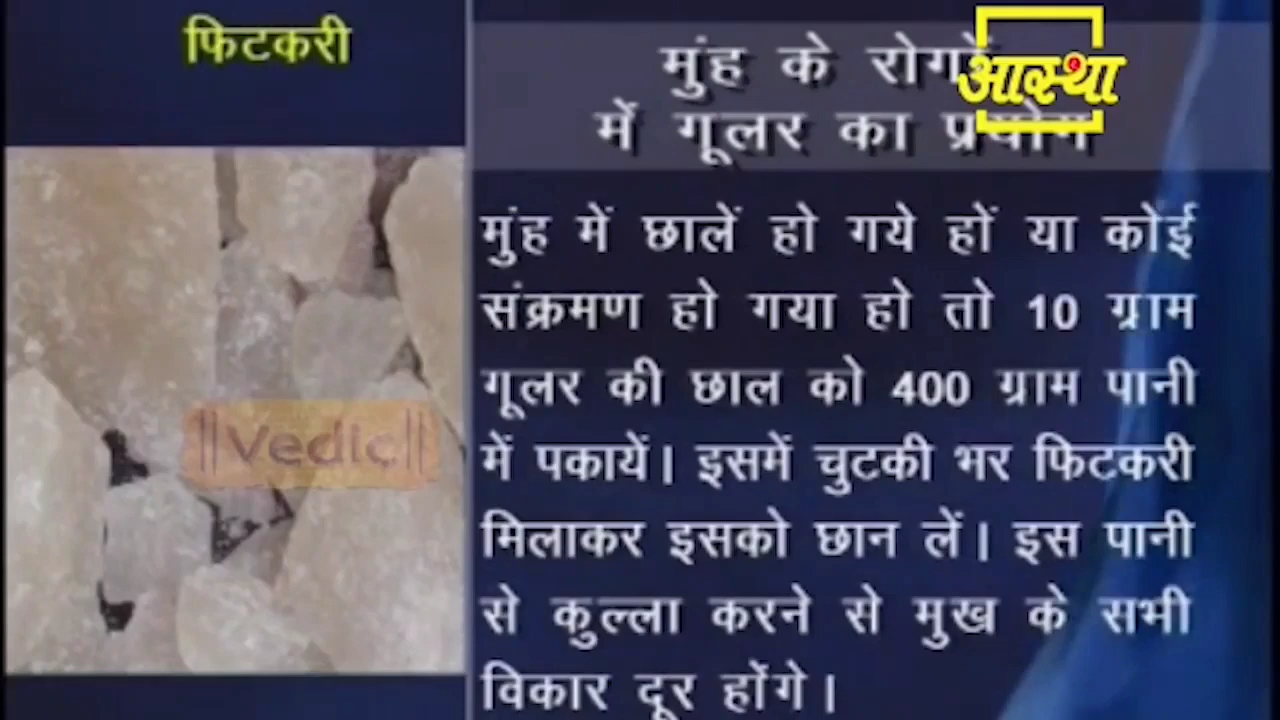 फिटकरी
मुंह के रोगों
में गूलर का प्रयोग
आस्था
मुंह में छालें हो गये हों या कोई
संक्रमण हो गया हो तो 10 ग्राम
गूलर की छाल को 400 ग्राम पानी
में पकायें। इसमें चुटकी भर फिटकरी
मिलाकर इसको छान लें। इस पानी
से कुल्ला करने से मुख के सभी
विकार दूर होंगे।
||Vedic||